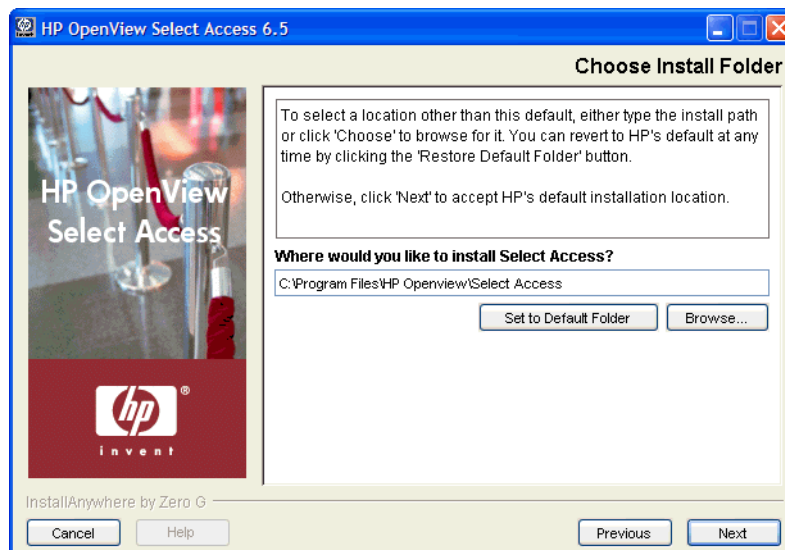 HP OpenView Select Access 6.5
Choose Install Folder
HP OpenView
Select Access
hp
®
invent
To select a location other than this default, either type the install path
or click 'Choose' to browse for it. You can revert to HP's default at any
time by clicking the 'Restore Default Folder' button.
Otherwise, click 'Next' to accept HP's default installation location.
Where would you like to install Select Access?
C:\Program Files\HP Openview\Select Access
Set to Default Folder
Browse...
InstallAnywhere by Zero G
Cancel
Help
Previous
Next